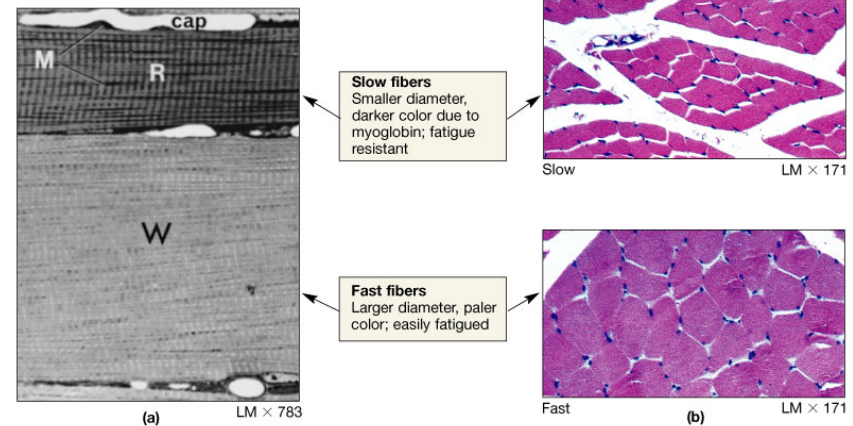 cap
M
R
W
(a)
LM × 783
Slow fibers
Smaller diameter,
darker color due to
myoglobin; fatigue
resistant
Fast fibers
Larger diameter, paler
color; easily fatigued
Slow
LM × 171
Fast
LM × 171
(b)